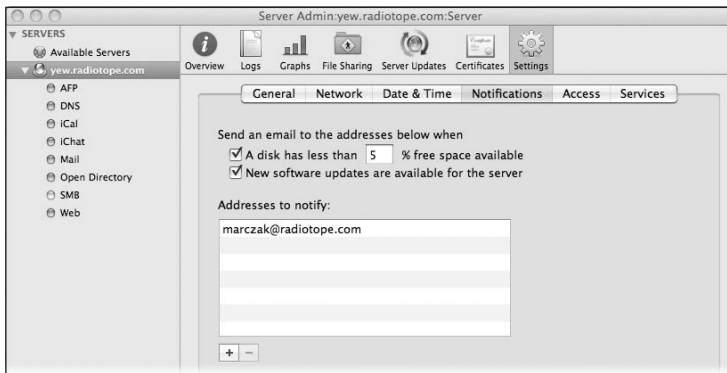 Server Admin:yew.radiotope.com:Server
SERVERS
Available Servers
yew.radiotope.com
AFP
DNS
iCal
iChat
Mail
Open Directory
SMB
Web
Overview Logs Graphs File Sharing Server Updates Certificates Settings
General Network Date & Time Notifications Access Services
Send an email to the addresses below when
A disk has less than 5 % free space available
New software updates are available for the server
Addresses to notify:
marczak@radiotope.com
+ −